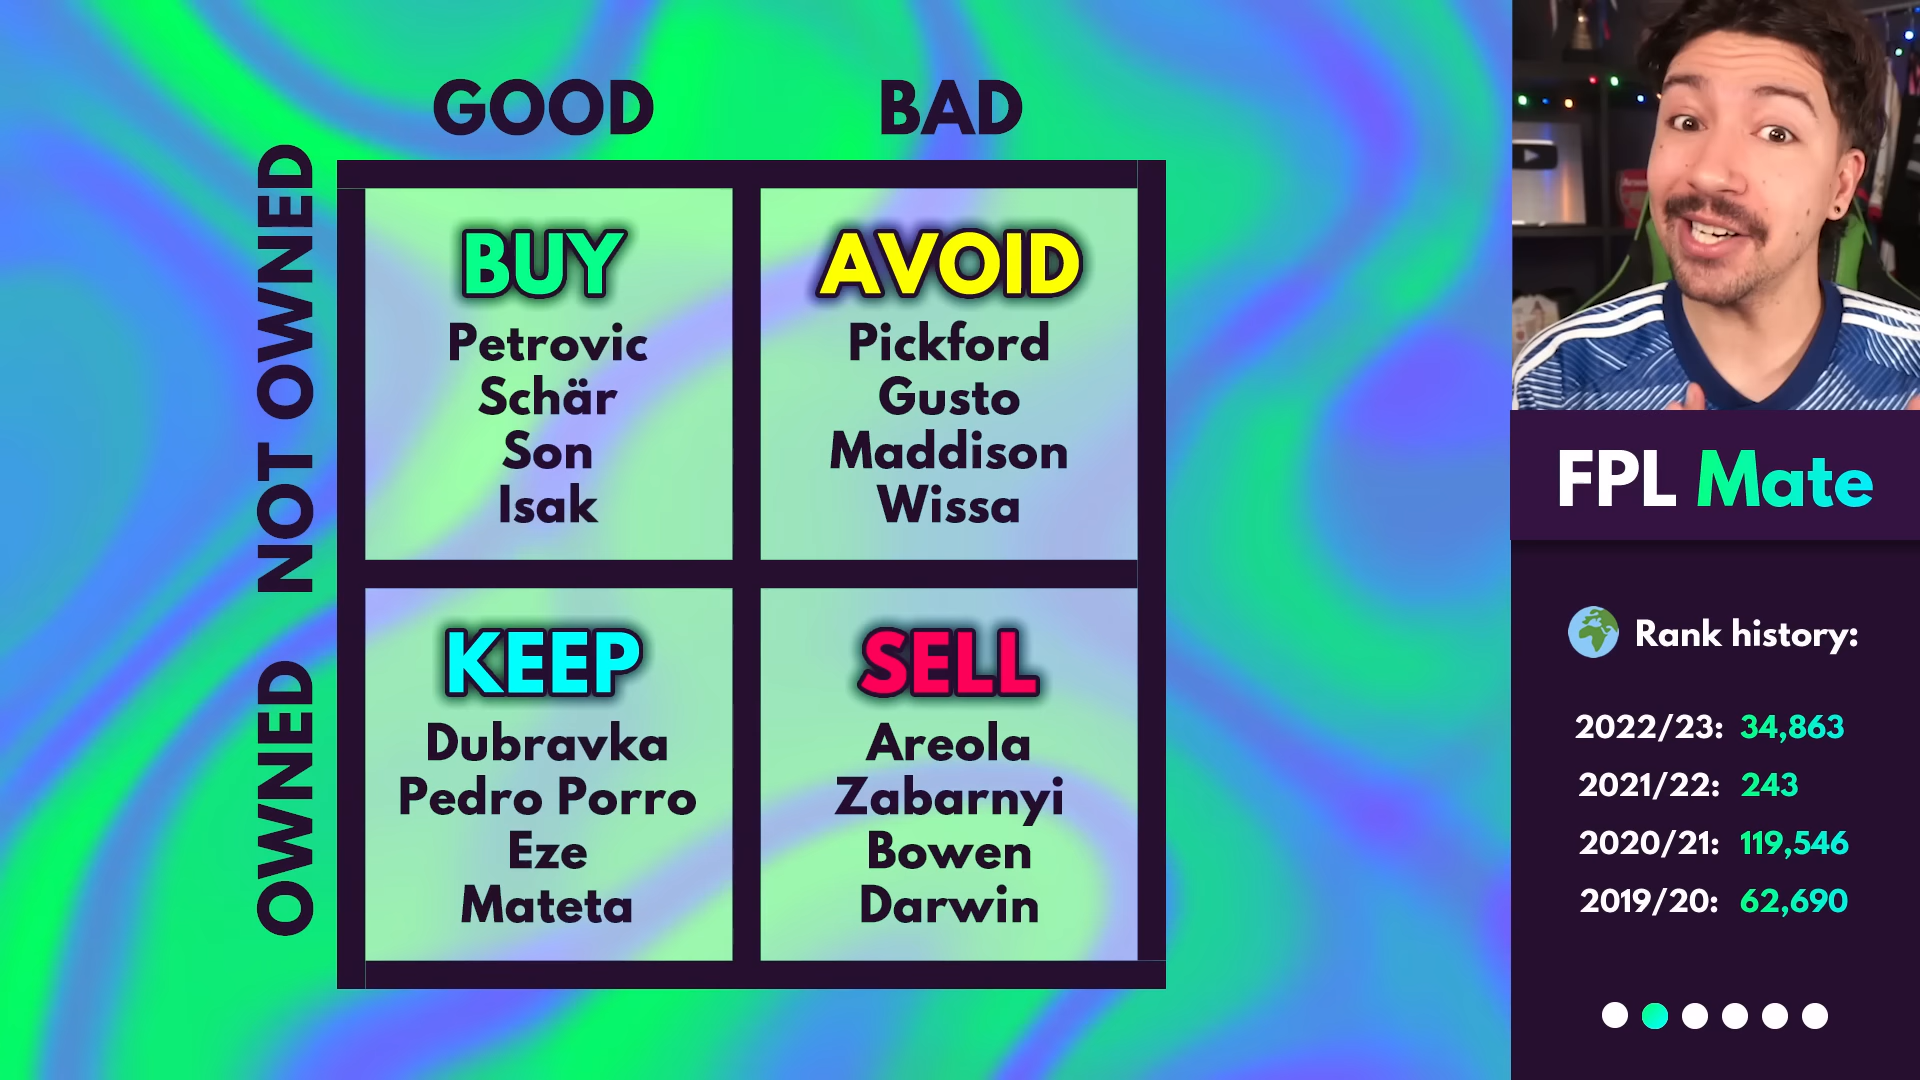 GOOD
BAD
NOT OWNED
BUY
Petrovic
Schär
Son
Isak
AVOID
Pickford
Gusto
Maddison
Wissa
OWNED
KEEP
Dubravka
Pedro Porro
Eze
Mateta
SELL
Areola
Zabarnyi
Bowen
Darwin
FPL Mate
Rank history:
2022/23: 34,863
2021/22: 243
2020/21: 119,546
2019/20: 62,690